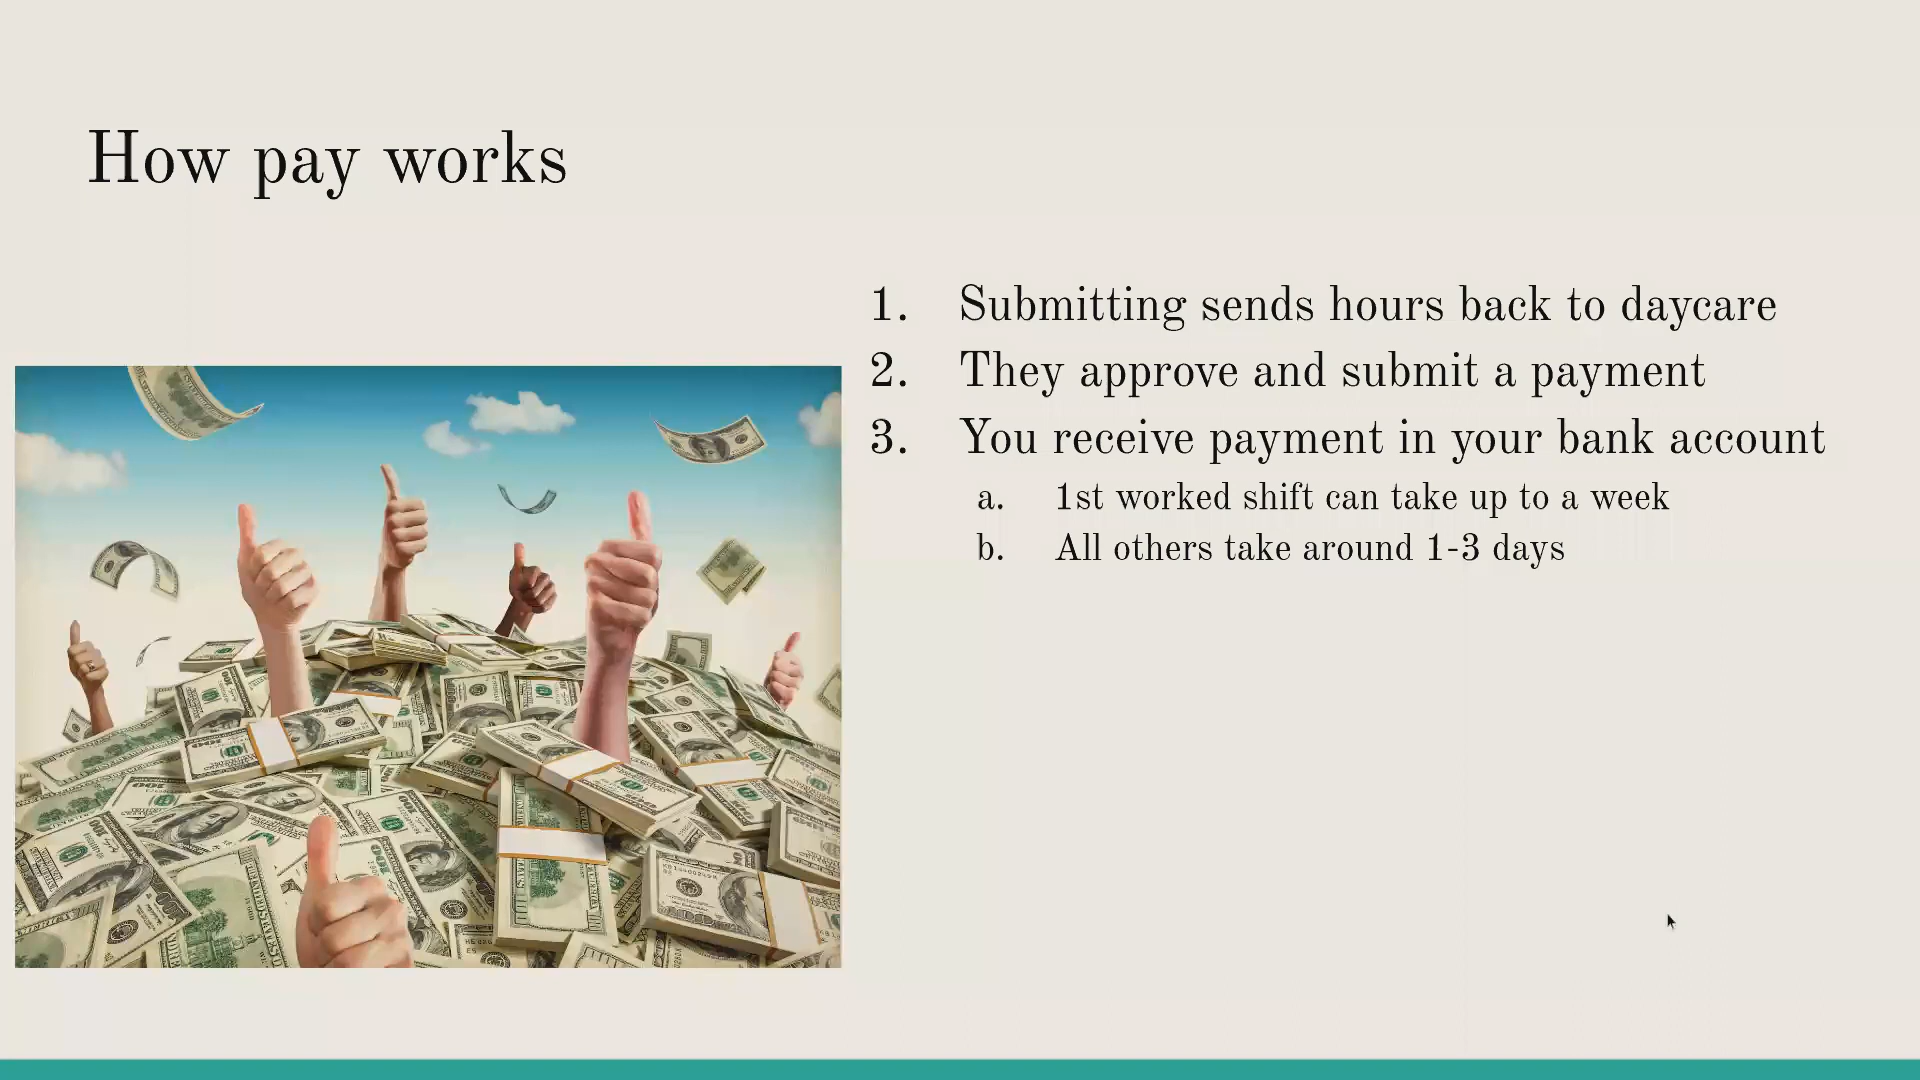 How pay works
1. Submitting sends hours back to daycare
2. They approve and submit a payment
3. You receive payment in your bank account
a. 1st worked shift can take up to a week
b. All others take around 1-3 days